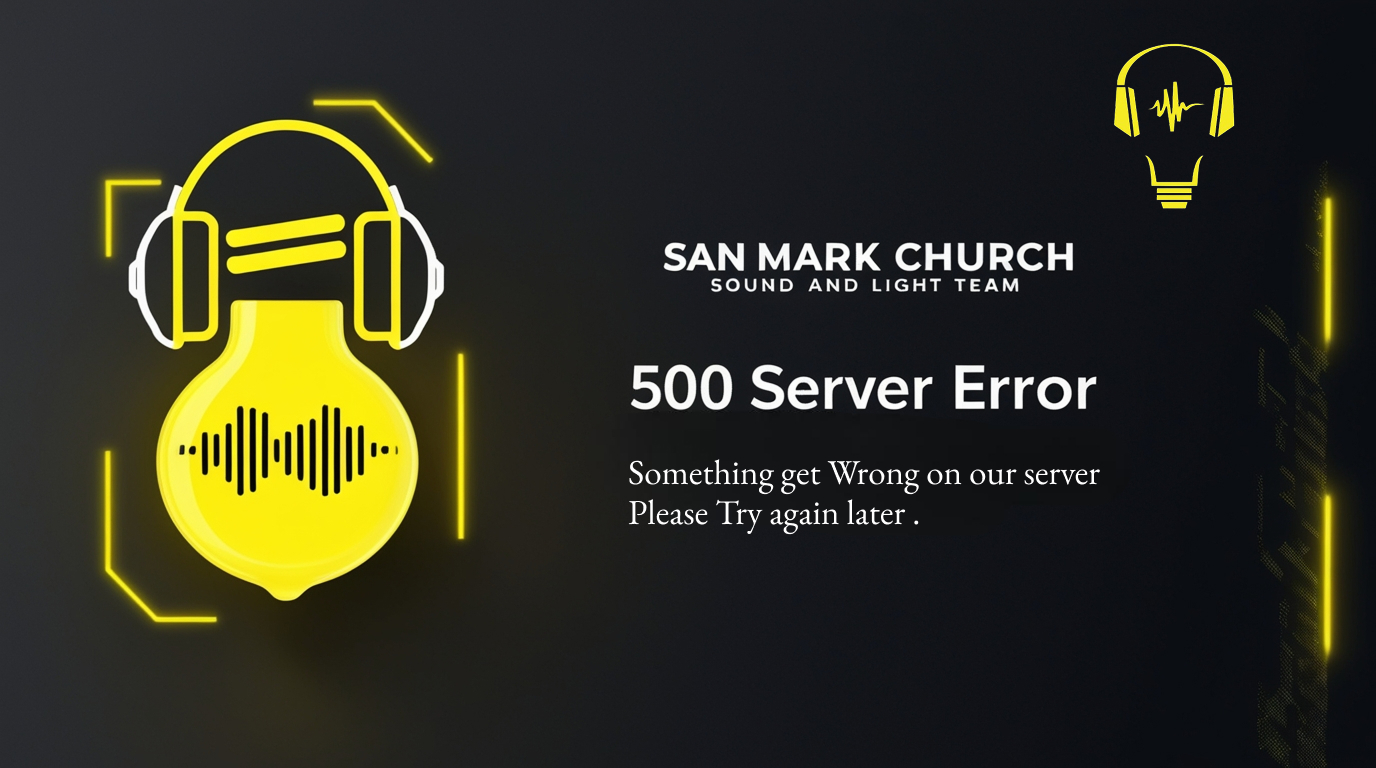 SAN MARK CHURCH
SOUND AND LIGHT TEAM
500 Server Error
Something get Wrong on our server
Please Try again later .